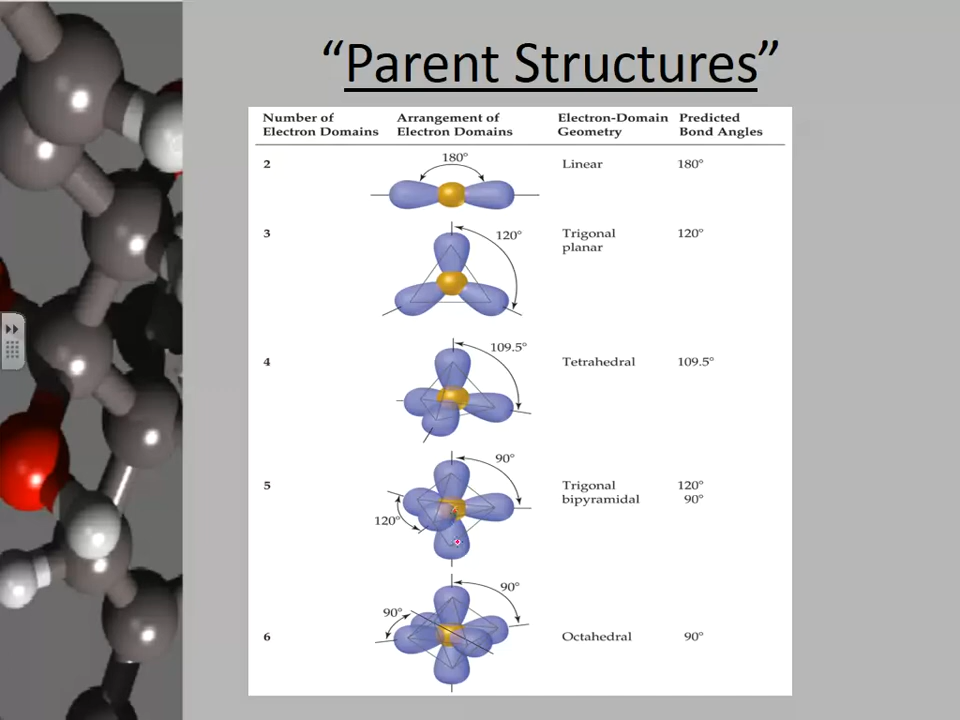 “Parent Structures”
Number of Electron Domains
Arrangement of Electron Domains
Electron-Domain Geometry
Predicted Bond Angles
2
180°
Linear
180°
3
120°
Trigonal planar
120°
4
109.5°
Tetrahedral
109.5°
5
90°
120°
Trigonal bipyramidal
120°
90°
6
90°
90°
Octahedral
90°